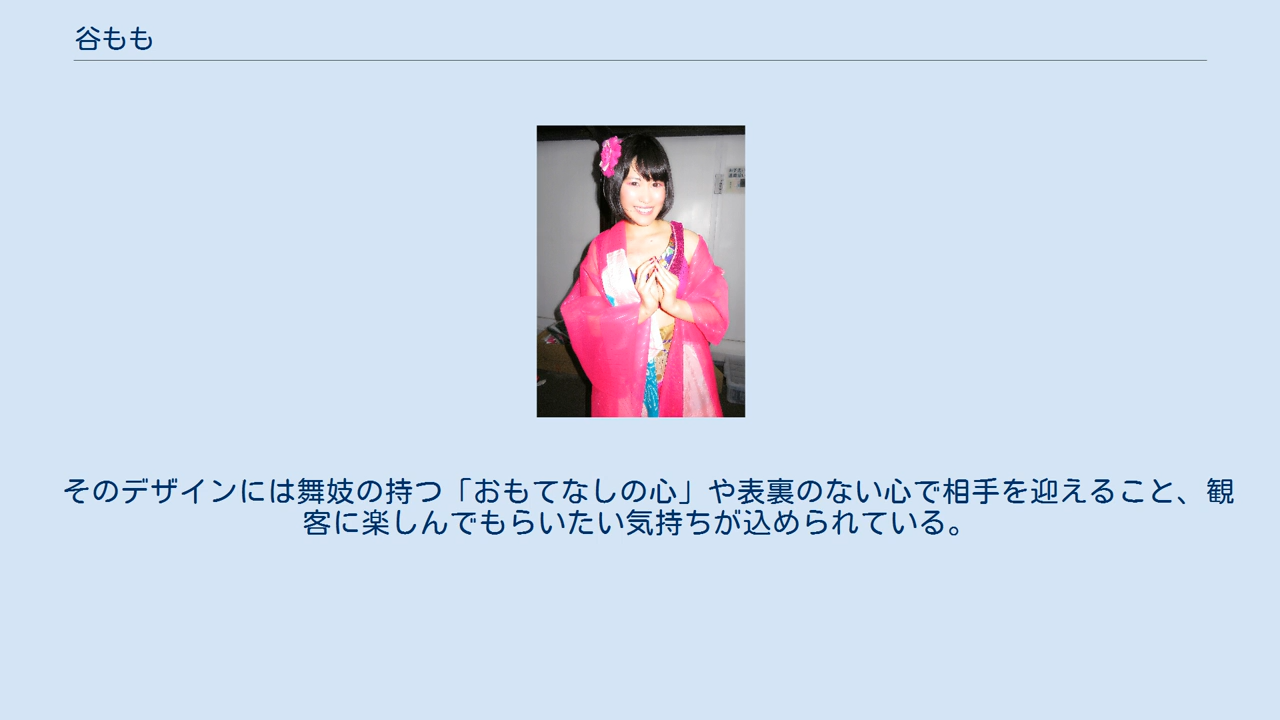 谷もも
そのデザインには舞妓の持つ「おもてなしの心」や表裏のない心で相手を迎えること、観
客に楽しんでもらいたい気持ちが込められている。